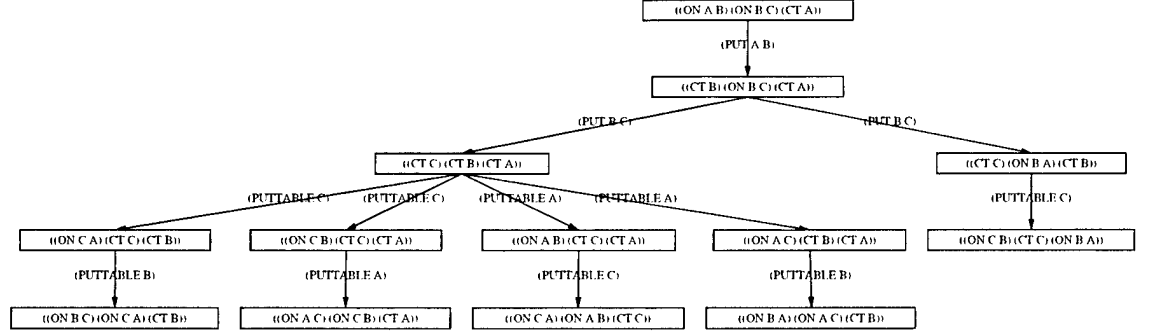 ((ON A B) (ON B C) (CT A))
(PUT A B)
((CT B) (ON B C) (CT A))
(PUT B C) (PUT B C)
((CT C) (CT B) (CT A)) ((CT C) (ON B A) (CT B))
(PUTTABLE C) (PUTTABLE C) (PUTTABLE A) (PUTTABLE A) (PUTTABLE C)
((ON C A) (CT C) (CT B)) ((ON C B) (CT C) (CT A)) ((ON A B) (CT C) (CT A)) ((ON A C) (CT B) (CT A)) ((ON C B) (CT C) (ON B A))
(PUTTABLE B) (PUTTABLE A) (PUTTABLE C) (PUTTABLE B)
((ON B C) (ON C A) (CT B)) ((ON A C) (ON C B) (CT A)) ((ON C A) (ON A B) (CT C)) ((ON B A) (ON A C) (CT B))